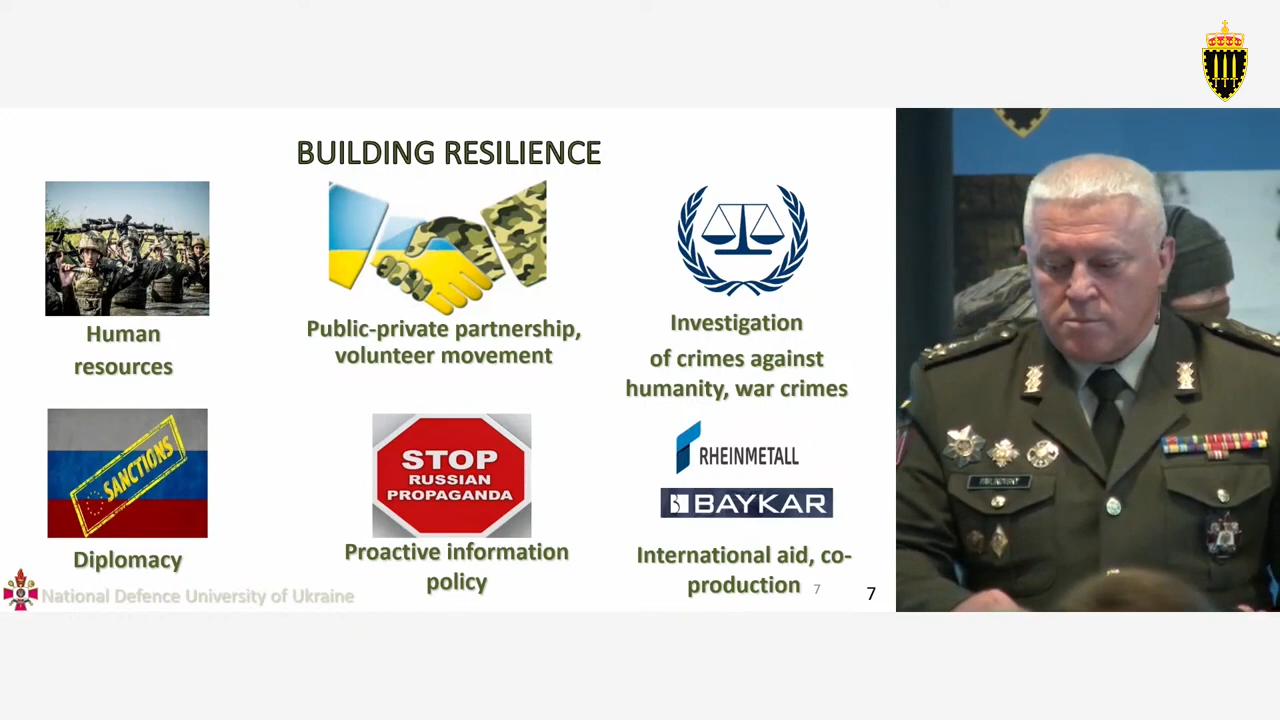 BUILDING RESILIENCE
Human
resources
Public-private partnership,
volunteer movement
Investigation
of crimes against
humanity, war crimes
SANCTIONS
Diplomacy
STOP
RUSSIAN
PROPAGANDA
Proactive information
policy
RHEINMETALL
BAYKAR
International aid, co-
production
7
7
National Defence University of Ukraine